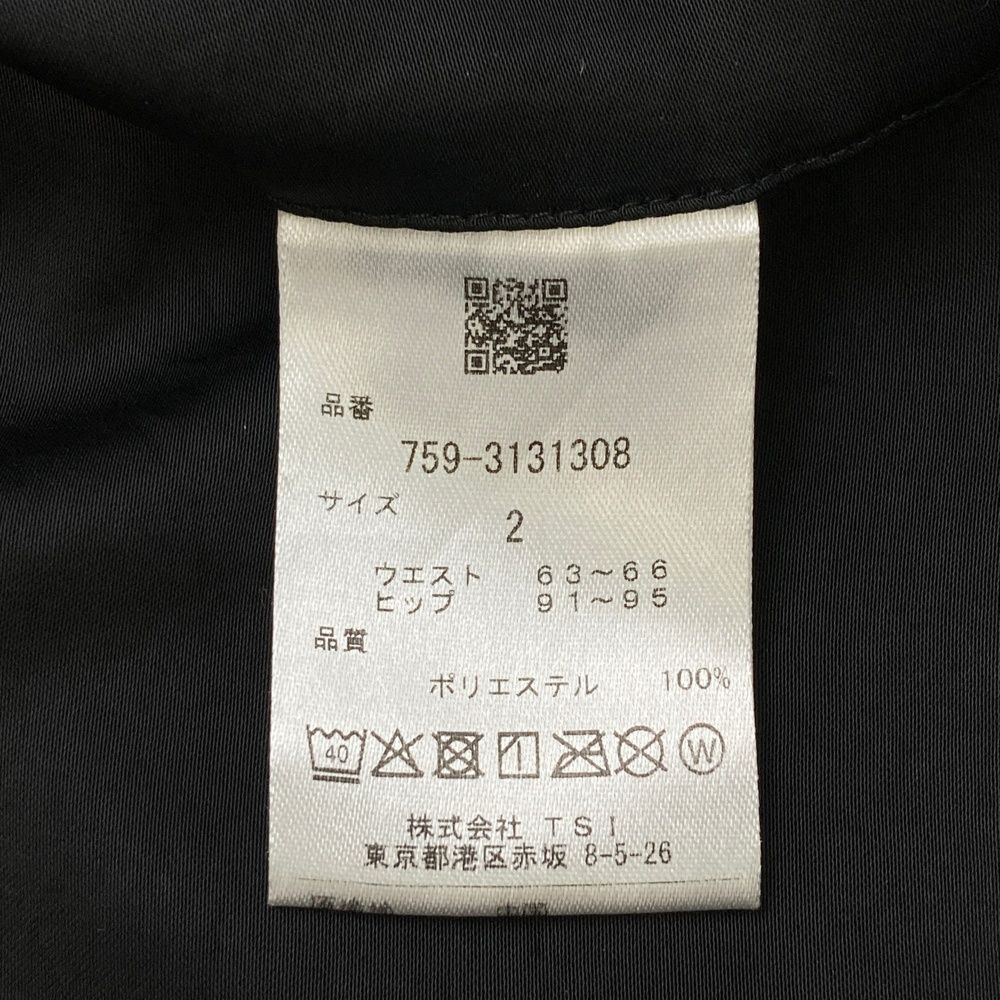 品番
759-3131308
サイズ
2
ウエスト 63~66
ヒップ 91~95
品質
ポリエステル 100%
40
W
株式会社 TSI
東京都港区赤坂 8-5-26